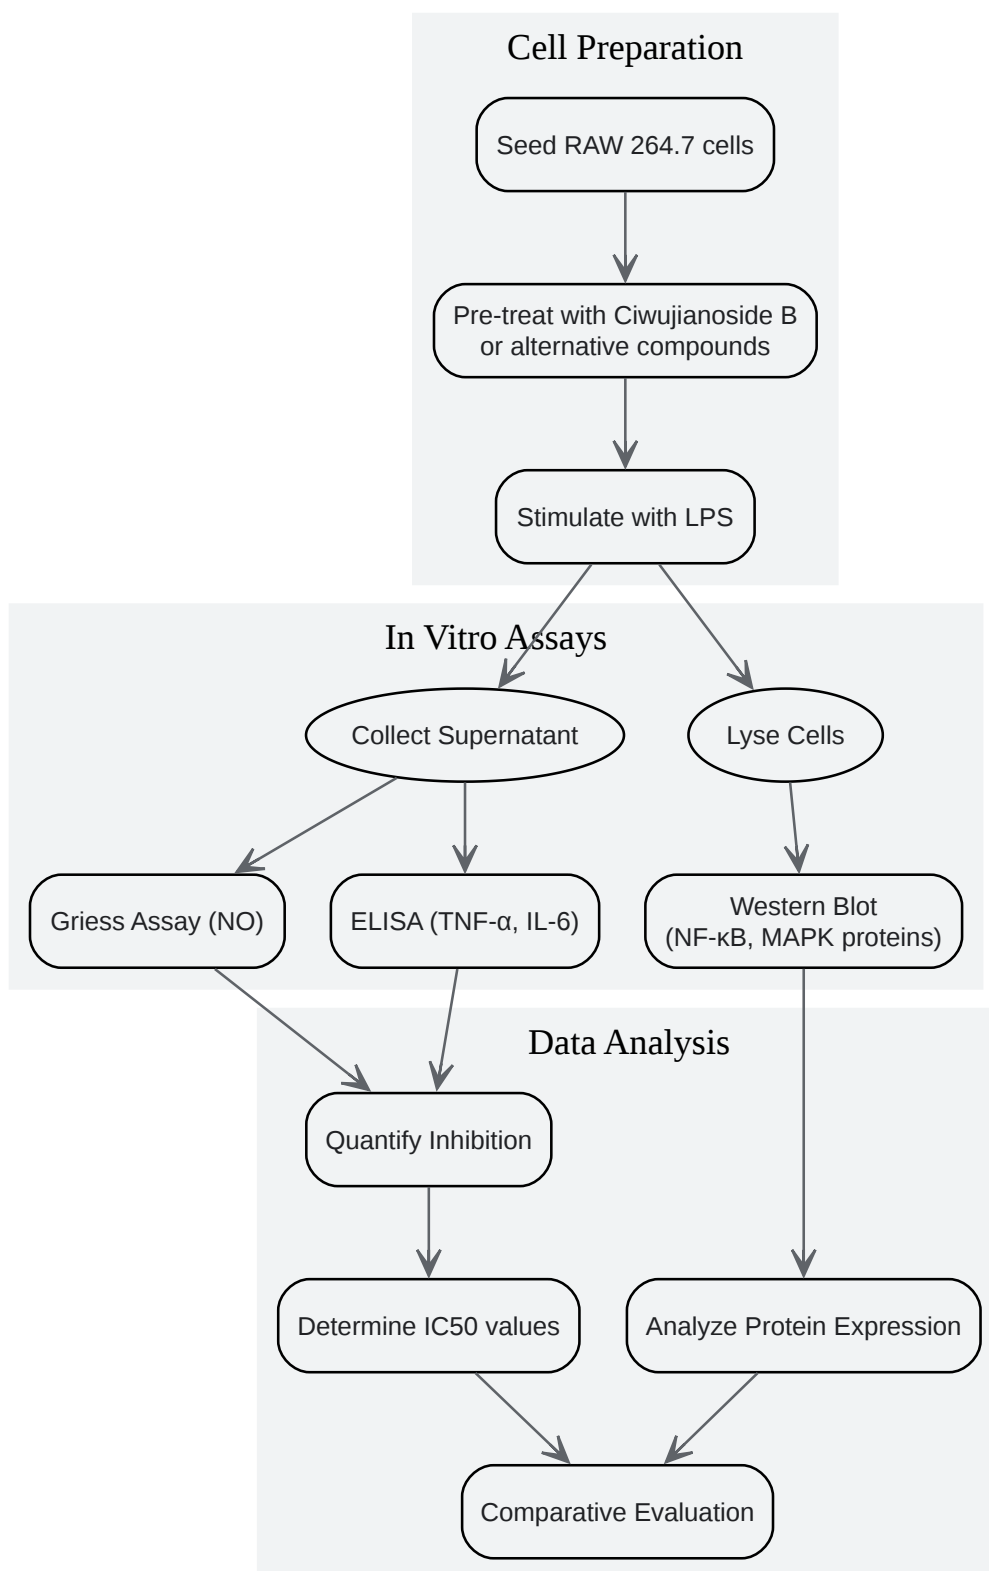 Cell Preparation
Seed RAW 264.7 cells
Pre-treat with Ciwujianoside B
or alternative compounds
Stimulate with LPS
In Vitro Assays
Collect Supernatant
Lyse Cells
Griess Assay (NO)
ELISA (TNF-α, IL-6)
Western Blot
(NF-κB, MAPK proteins)
Data Analysis
Quantify Inhibition
Determine IC50 values
Analyze Protein Expression
Comparative Evaluation